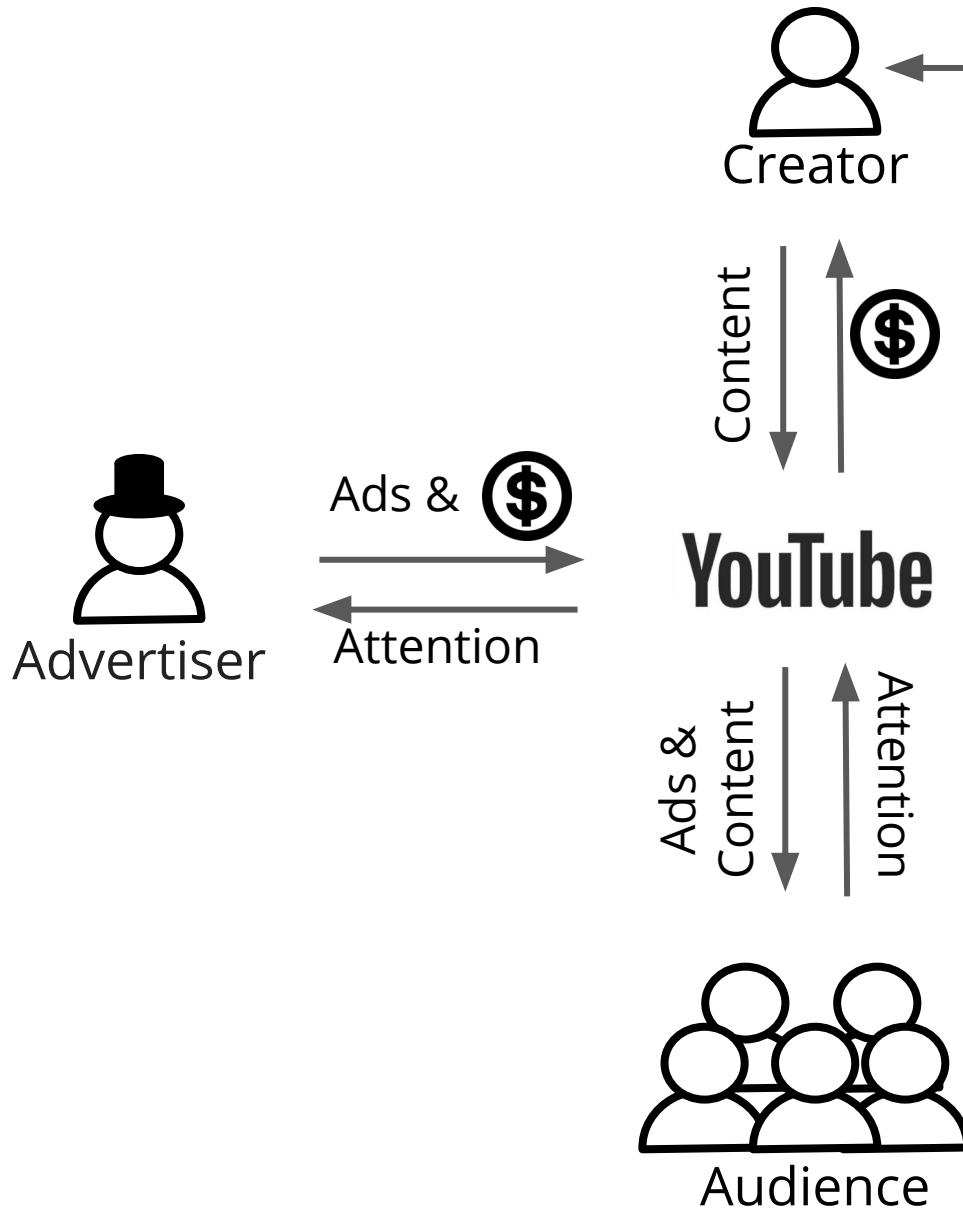 Creator
Content
$
Ads & $
YouTube
Attention
Advertiser
Ads &
Content
Attention
Audience